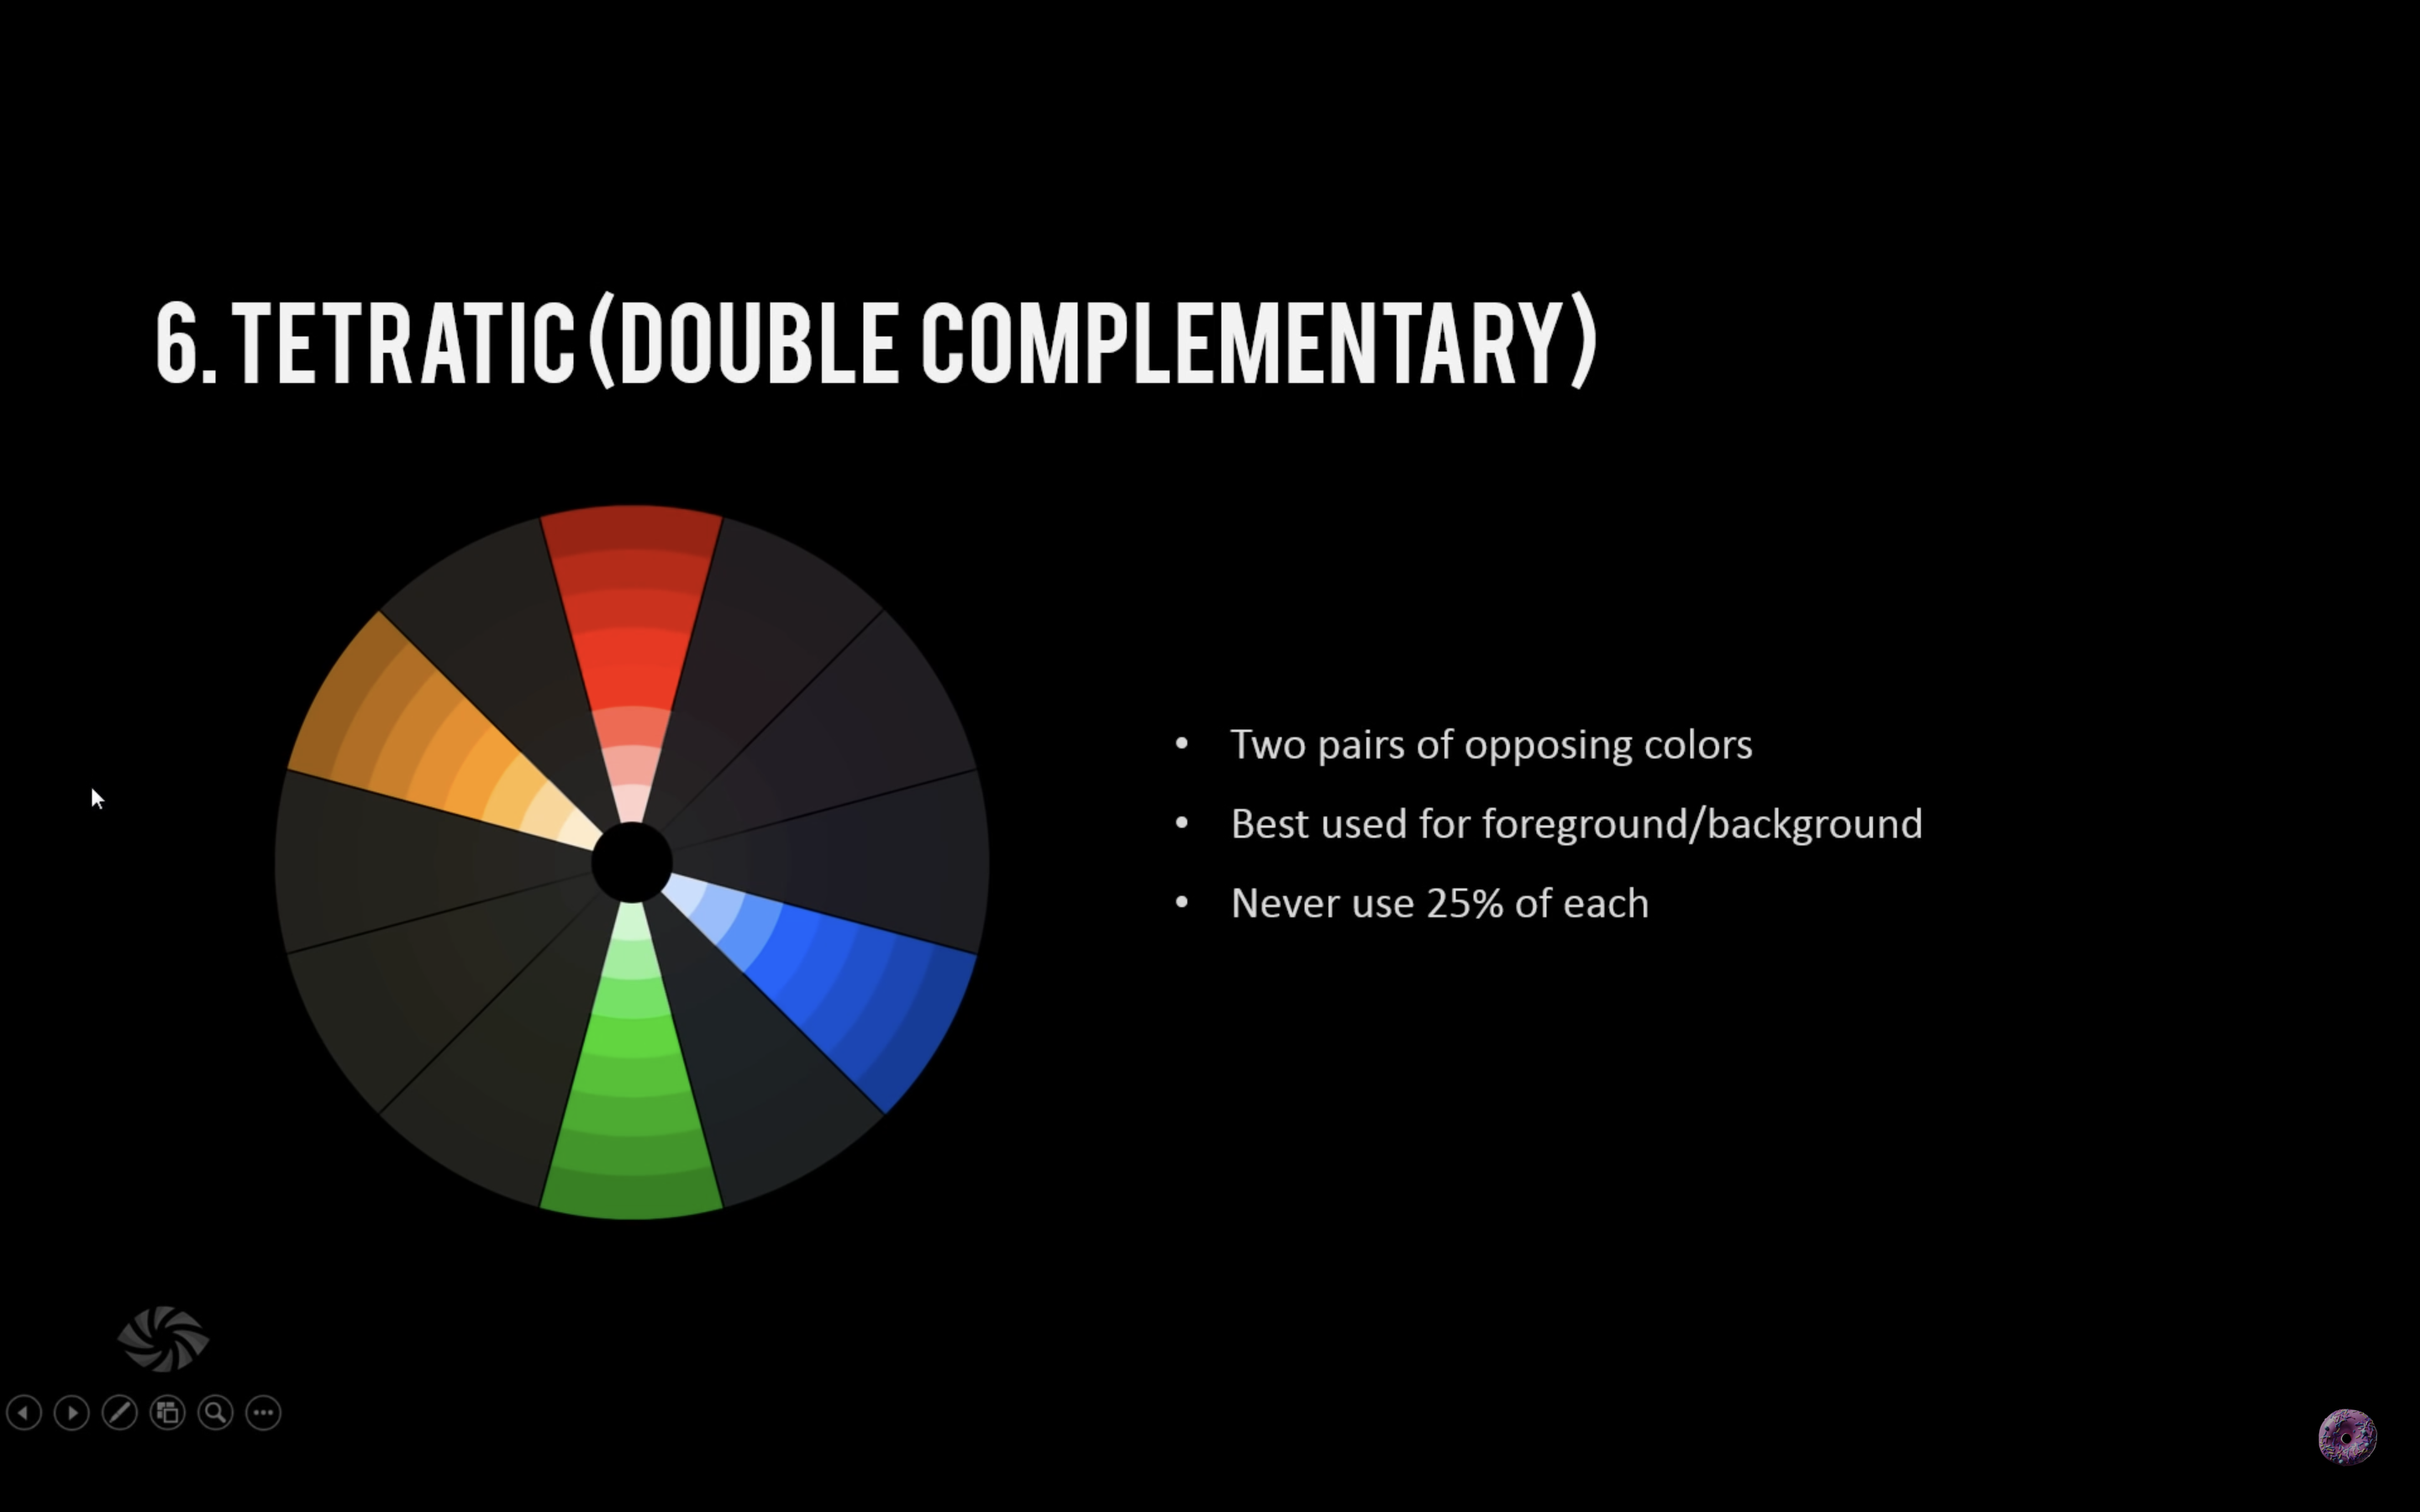 6. TETRATIC (DOUBLE COMPLEMENTARY)
• Two pairs of opposing colors
• Best used for foreground/background
• Never use 25% of each